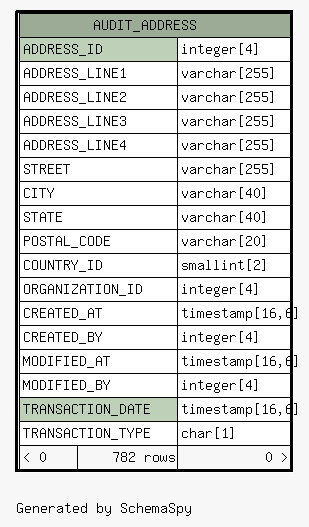 AUDIT_ADDRESS
ADDRESS_ID integer[4]
ADDRESS_LINE1 varchar[255]
ADDRESS_LINE2 varchar[255]
ADDRESS_LINE3 varchar[255]
ADDRESS_LINE4 varchar[255]
STREET varchar[255]
CITY varchar[40]
STATE varchar[40]
POSTAL_CODE varchar[20]
COUNTRY_ID smallint[2]
ORGANIZATION_ID integer[4]
CREATED_AT timestamp[16,6]
CREATED_BY integer[4]
MODIFIED_AT timestamp[16,6]
MODIFIED_BY integer[4]
TRANSACTION_DATE timestamp[16,6]
TRANSACTION_TYPE char[1]
< 0 782 rows 0 >
Generated by SchemaSpy